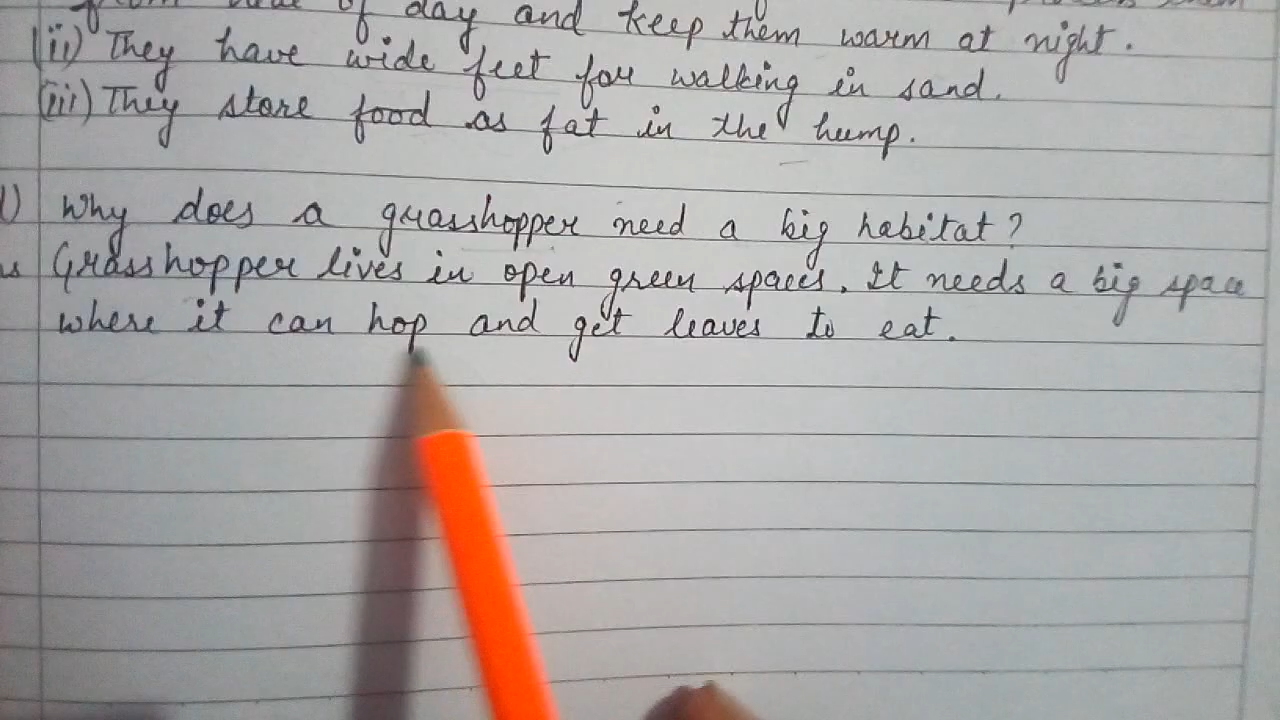 of day and keep them warm at night.
(ii) They have wide feet for walking in sand.
(iii) They store food as fat in the hump.
Why does a grasshopper need a big habitat?
Grasshopper lives in open green spaces. It needs a big space
where it can hop and get leaves to eat.